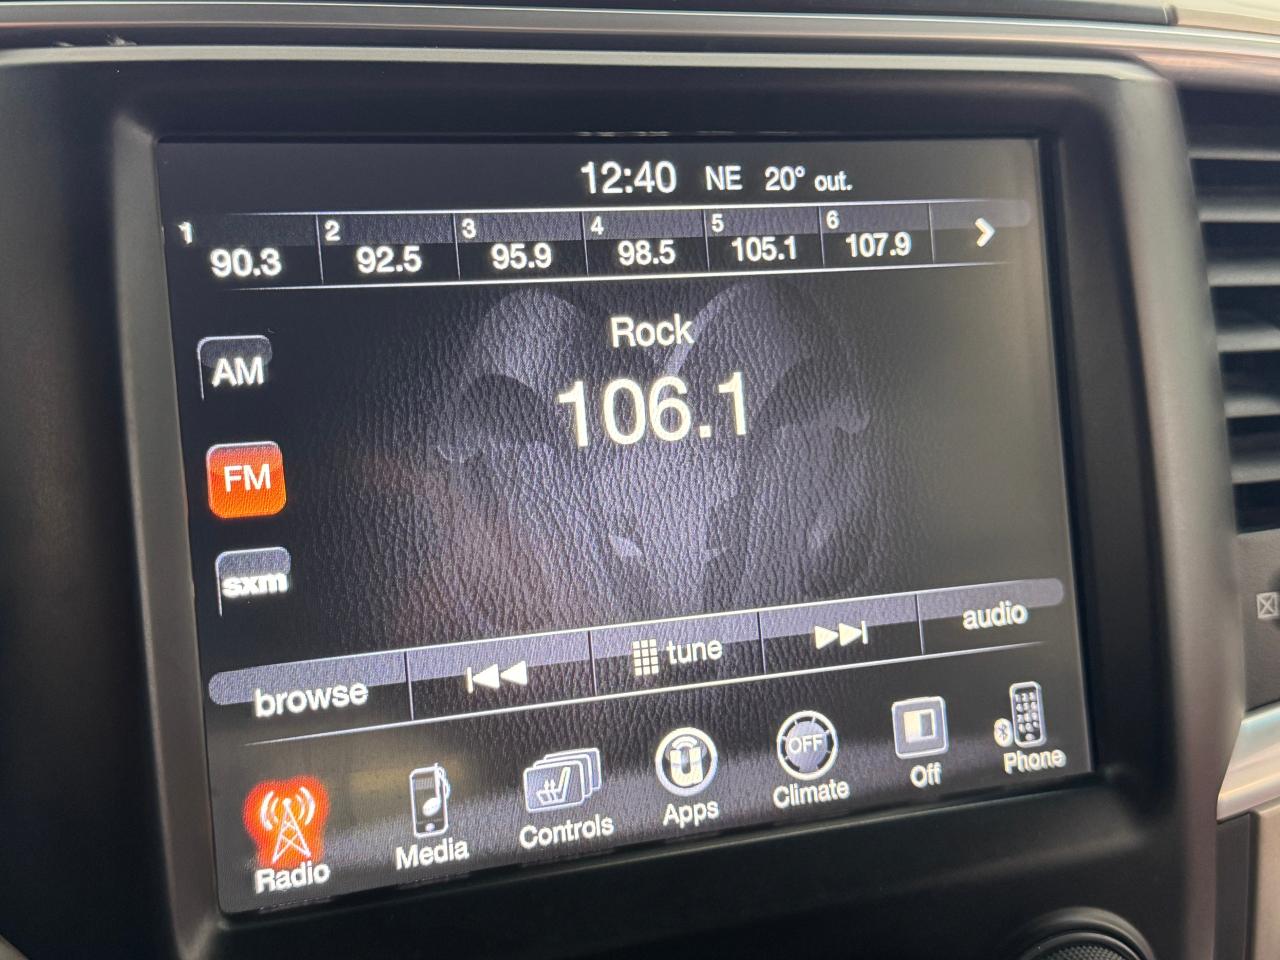 12:40 NE 20° out.
1 90.3 2 92.5 3 95.9 4 98.5 5 105.1 6 107.9
Rock
106.1
AM
FM
sxm
browse tune audio
OFF
Radio Media Controls Apps Climate Off Phone